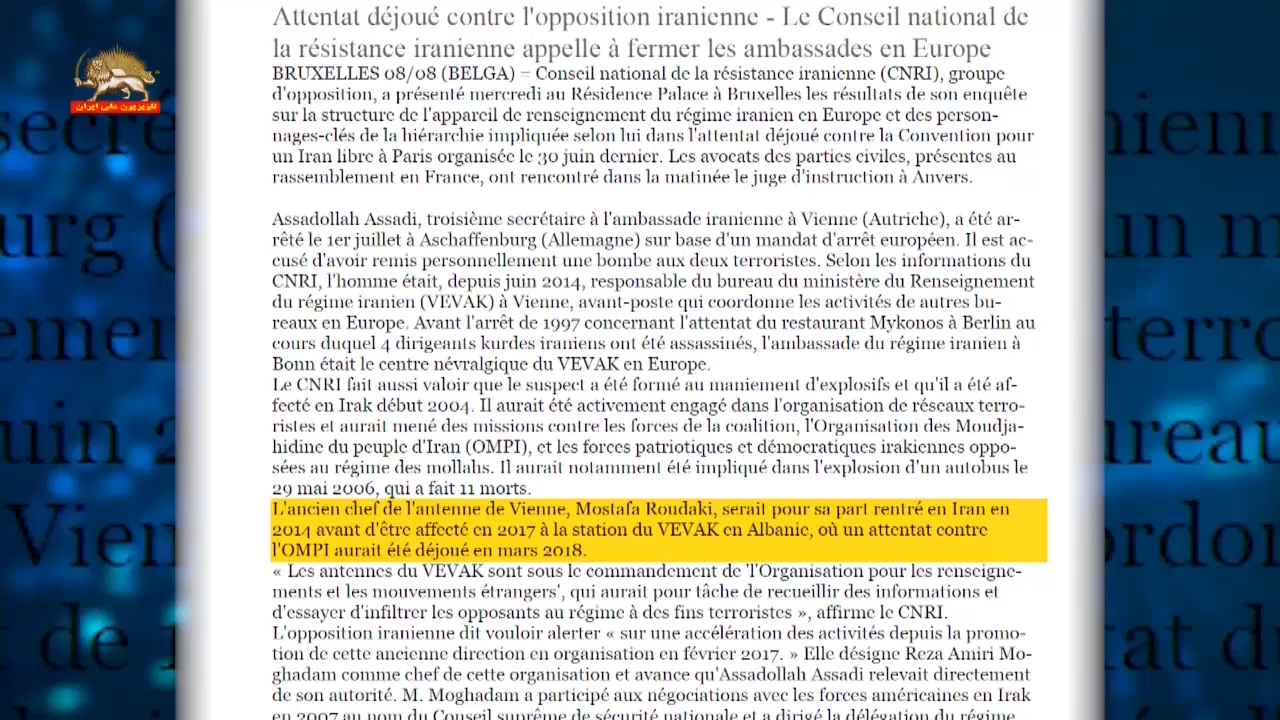 Attentat déjoué contre l'opposition iranienne - Le Conseil national de
la résistance iranienne appelle à fermer les ambassades en Europe
BRUXELLES 08/08 (BELGA) – Conseil national de la résistance iranienne (CNRI), groupe
d'opposition, a présenté mercredi au Résidence Palace à Bruxelles les résultats de son enquête
sur la structure de l'appareil de renseignement du régime iranien en Europe et des person-
nages-clés de la hiérarchie impliquée selon lui dans l'attentat déjoué contre la Convention pour
un Iran libre à Paris organisée le 30 juin dernier. Les avocats des parties civiles, présentes au
rassemblement en France, ont rencontré dans la matinée le juge d'instruction à Anvers.
Assadollah Assadi, troisième secrétaire à l'ambassade iranienne à Vienne (Autriche), a été ar-
rêté le 1er juillet à Aschaffenburg (Allemagne) sur base d'un mandat d'arrêt européen. Il est ac-
cusé d'avoir remis personnellement une bombe aux deux terroristes. Selon les informations du
CNRI, l'homme était, depuis juin 2014, responsable du bureau du ministère du Renseignement
du régime iranien (VEVAK) à Vienne, avant-poste qui coordonne les activités de autres bu-
reaux en Europe. Avant l'arrêt de 1997 concernant l'attentat du restaurant Mykonos à Berlin au
cours duquel 4 dirigeants kurdes iraniens ont été assassinés, l'ambassade du régime iranien à
Bonn était le centre névralgique du VEVAK en Europe.
Le CNRI fait aussi valoir que le suspect a été formé au maniement d'explosifs et qu'il a été af-
fecté en Irak début 2004. Il aurait été activement engagé dans l'organisation de réseaux terro-
ristes et aurait mené des missions contre les forces de la coalition, l'Organisation des Moudja-
hidine du peuple d'Iran (OMPI), et les forces patriotiques et démocratiques irakiennes oppo-
sées au régime des mollahs. Il aurait notamment été impliqué dans l'explosion d'un autobus le
29 mai 2006, qui a fait 11 morts.
L'ancien chef de l'antenne de Vienne, Mostafa Roudaki, serait pour sa part rentré en Iran en
2014 avant d'être affecté en 2017 à la station du VEVAK en Albanie, où un attentat contre
l'OMPI aurait été déjoué en mars 2018.
« Les antennes du VEVAK sont sous le commandement de 'l'Organisation pour les renseigne-
ments et les mouvements étrangers', qui aurait pour tâche de recueillir des informations et
d'essayer d'infiltrer les opposants au régime à des fins terroristes », affirme le CNRI.
L'opposition iranienne dit vouloir alerter « sur une accélération des activités depuis la promo-
tion de cette ancienne direction en organisation en février 2017. » Elle désigne Reza Amiri Mo-
ghadam comme chef de cette organisation et avance qu'Assadollah Assadi relevait directement
de son autorité. M. Moghadam a participé aux négociations avec les forces américaines en Irak
en 2007 au nom du Conseil suprême de sécurité nationale et a dirigé la délégation du régime
تلویزیون ملی ایران